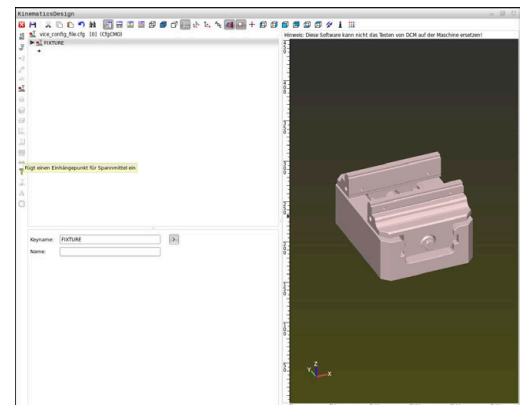 KinematicsDesign
vice_config_file.cfg [0] (CfgCMO)
Hinweis: Diese Software kann nicht das Testen von DCM auf der Maschine ersetzen!
FIXTURE
Fügt einen Einhängepunkt für Spannmittel ein
Keyname: FIXTURE >
Name:
Z
Y X